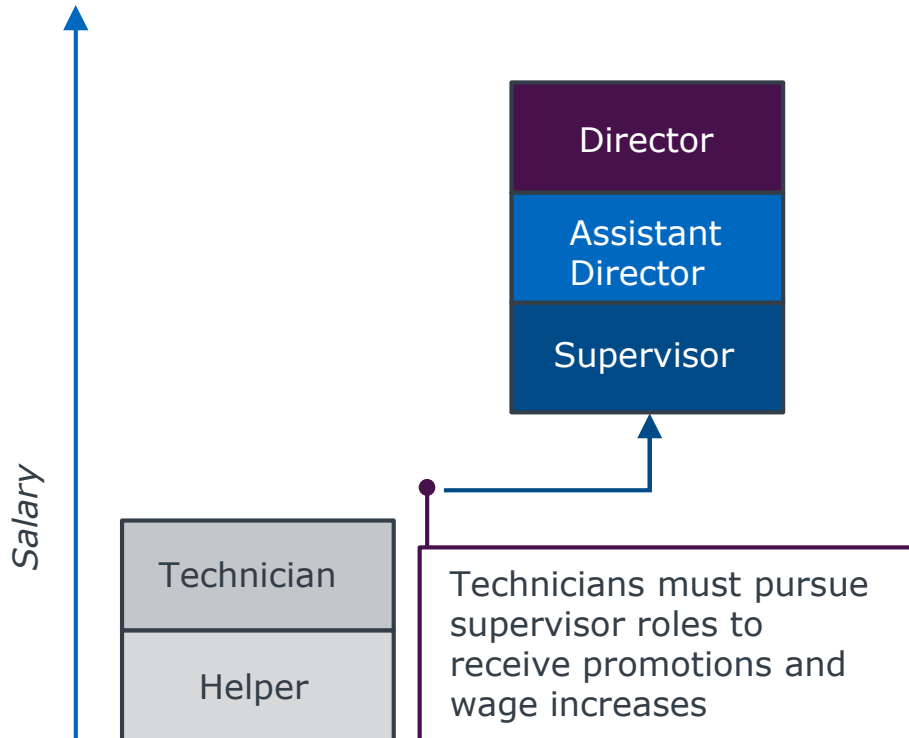 Director
Assistant
Director
Supervisor
Salary
Technician
Helper
Technicians must pursue
supervisor roles to
receive promotions and
wage increases